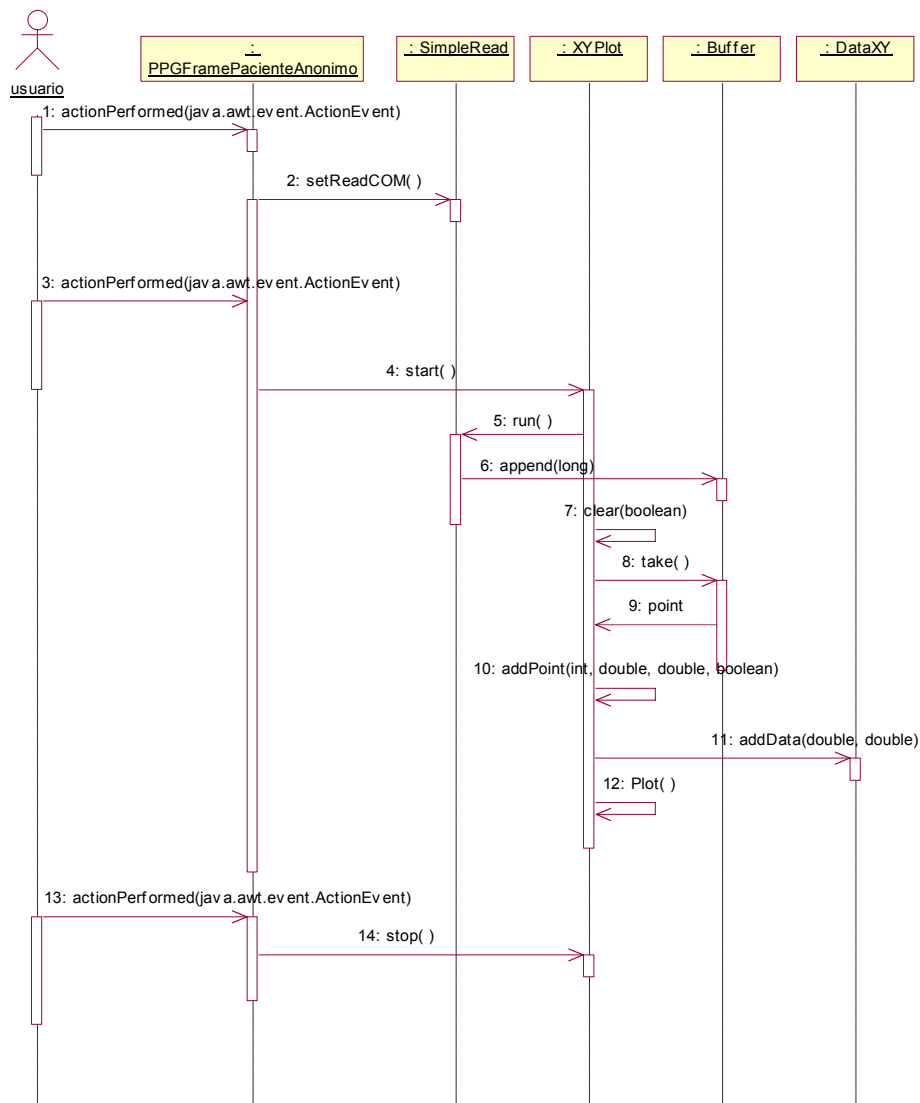 :
PPGFramePacienteAnonimo
: SimpleRead
: XYPlot
: Buffer
: DataXY
usuario
1: actionPerformed(java.awt.event.ActionEvent)
2: setReadCOM( )
3: actionPerformed(java.awt.event.ActionEvent)
4: start( )
5: run( )
6: append(long)
7: clear(boolean)
8: take( )
9: point
10: addPoint(int, double, double, boolean)
11: addData(double, double)
12: Plot( )
13: actionPerformed(java.awt.event.ActionEvent)
14: stop( )